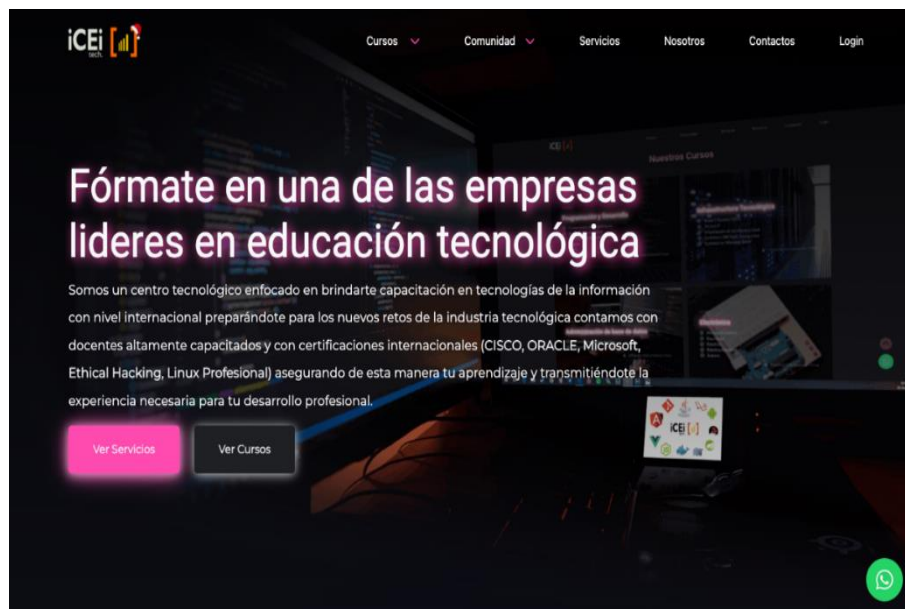 iCEi
tech.
Cursos
Comunidad
Servicios
Nosotros
Contactos
Login
iCEi
Nuestros Cursos
Fórmate en una de las empresas
lideres en educación tecnológica
Somos un centro tecnológico enfocado en brindarte capacitación en tecnologías de la información
con nivel internacional preparándote para los nuevos retos de la industria tecnológica contamos con
docentes altamente capacitados y con certificaciones internacionales (CISCO, ORACLE, Microsoft,
Ethical Hacking, Linux Profesional) asegurando de esta manera tu aprendizaje y transmitiéndote la
experiencia necesaria para tu desarrollo profesional.
Ver Servicios
Ver Cursos
iCEi